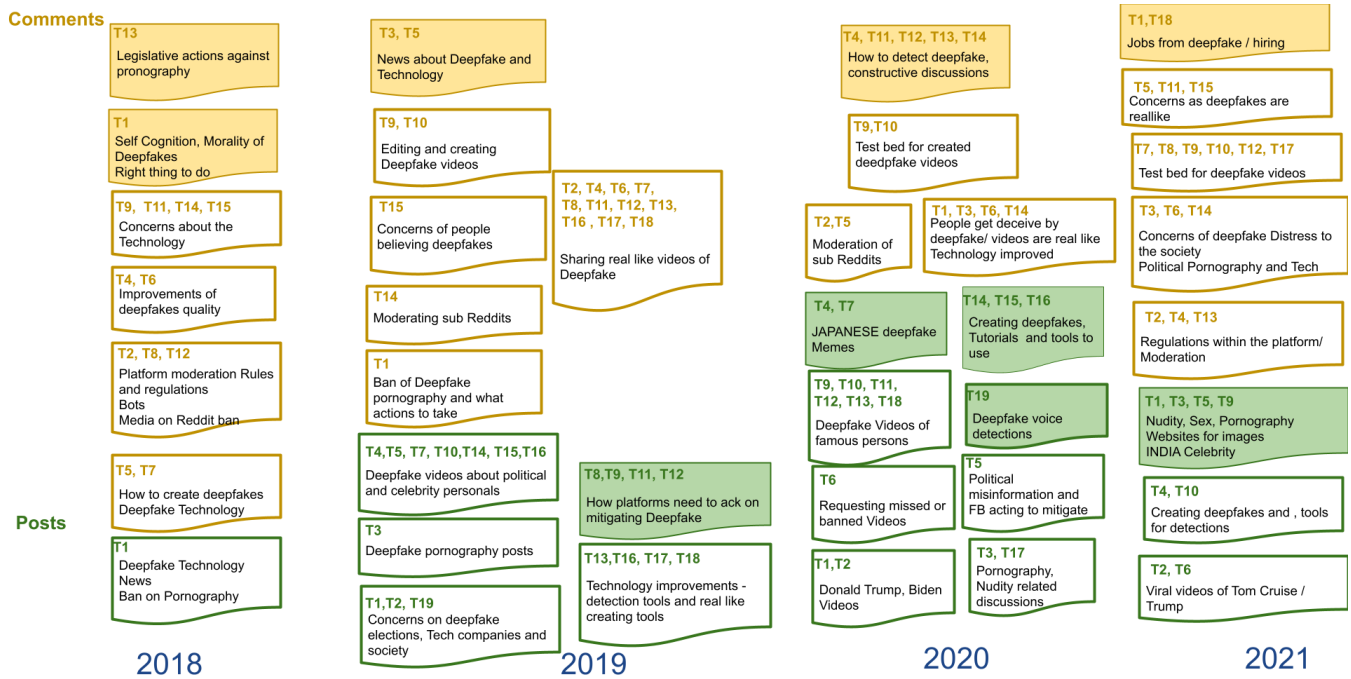 Comments
T13
Legislative actions against
pronography
T1
Self Cognition, Morality of
Deepfakes
Right thing to do
T9, T11, T14, T15
Concerns about the
Technology
T4, T6
Improvements of
deepfakes quality
T2, T8, T12
Platform moderation Rules
and regulations
Bots
Media on Reddit ban
T5, T7
How to create deepfakes
Deepfake Technology
Posts
T1
Deepfake Technology
News
Ban on Pornography
2018
T3, T5
News about Deepfake and
Technology
T9, T10
Editing and creating
Deepfake videos
T15
Concerns of people
believing deepfakes
T2, T4, T6, T7,
T8, T11, T12, T13,
T16 , T17, T18
Sharing real like videos of
Deepfake
T14
Moderating sub Reddits
T1
Ban of Deepfake
pornography and what
actions to take
T4,T5, T7, T10,T14, T15,T16
Deepfake videos about political
and celebrity personals
T3
Deepfake pornography posts
T1,T2, T19
Concerns on deepfake
elections, Tech companies and
society
T8,T9, T11, T12
How platforms need to ack on
mitigating Deepfake
T13,T16, T17, T18
Technology improvements -
detection tools and real like
creating tools
2019
T4, T11, T12, T13, T14
How to detect deepfake,
constructive discussions
T9,T10
Test bed for created
deedpfake videos
T2,T5
Moderation of
sub Reddits
T1, T3, T6, T14
People get deceive by
deepfake/ videos are real like
Technology improved
T4, T7
JAPANESE deepfake
Memes
T14, T15, T16
Creating deepfakes,
Tutorials and tools to
use
T9, T10, T11,
T12, T13, T18
Deepfake Videos of
famous persons
T19
Deepfake voice
detections
T6
Requesting missed or
banned Videos
T5
Political
misinformation and
FB acting to mitigate
T1,T2
Donald Trump, Biden
Videos
T3, T17
Pornography,
Nudity related
discussions
2020
T1,T18
Jobs from deepfake / hiring
T5, T11, T15
Concerns as deepfakes are
reallike
T7, T8, T9, T10, T12, T17
Test bed for deepfake videos
T3, T6, T14
Concerns of deepfake Distress to
the society
Political Pornography and Tech
T2, T4, T13
Regulations within the platform/
Moderation
T1, T3, T5, T9
Nudity, Sex, Pornography
Websites for images
INDIA Celebrity
T4, T10
Creating deepfakes and , tools
for detections
T2, T6
Viral videos of Tom Cruise /
Trump
2021